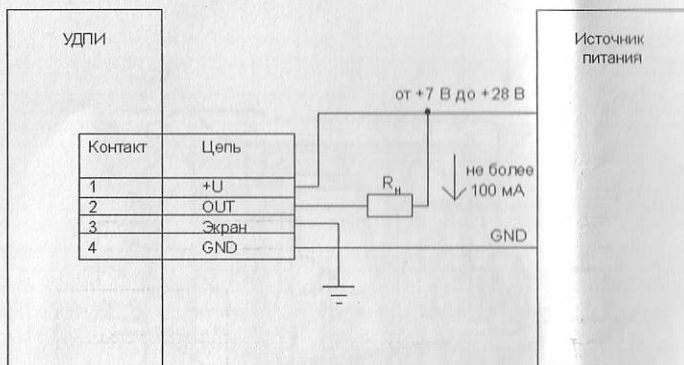 УДПИ
Источник
питания
от +7 В до +28 В
Контакт Цепь
1 +U
2 OUT
3 Экран
4 GND
Rн
не более
100 мА
GND